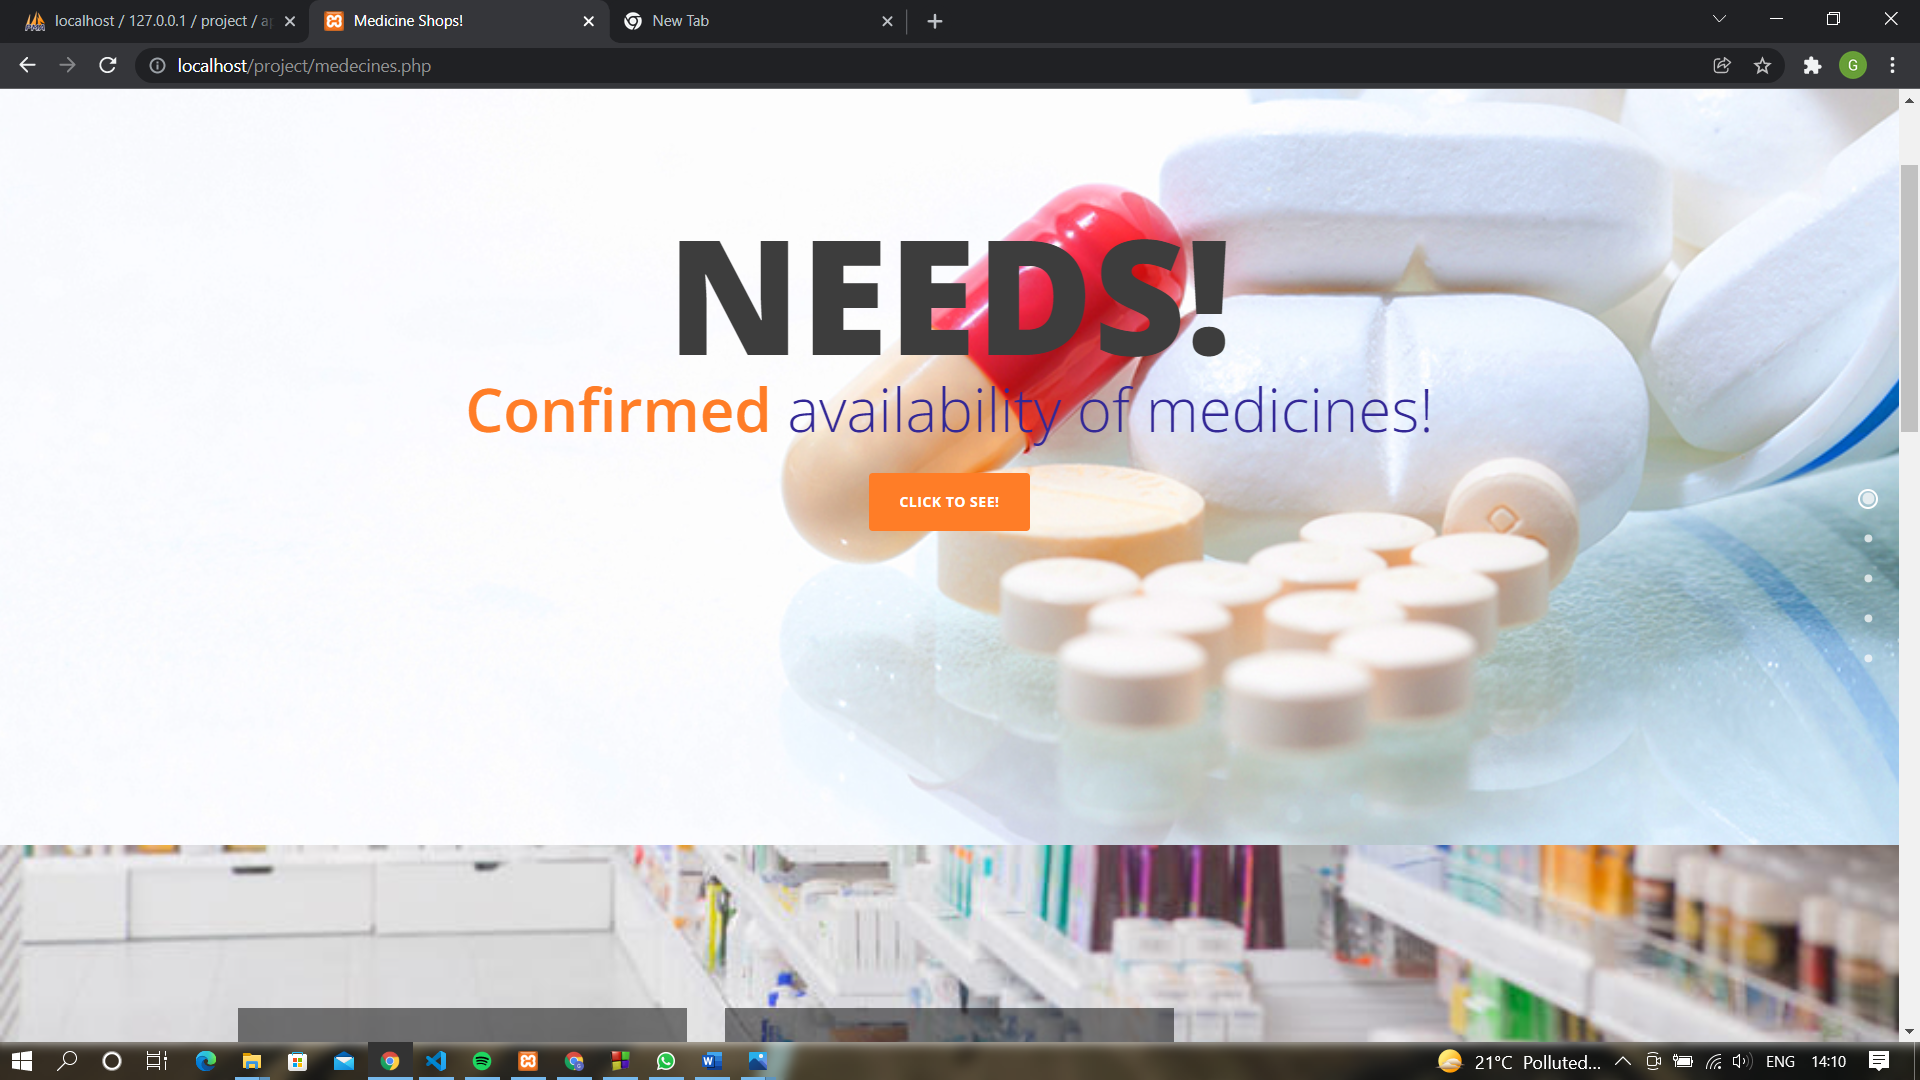 localhost / 127.0.0.1 / project / ap
Medicine Shops!
New Tab
localhost/project/medecines.php
G
NEEDS!
Confirmed availability of medicines!
CLICK TO SEE!
21°C Polluted...
ENG
14:10